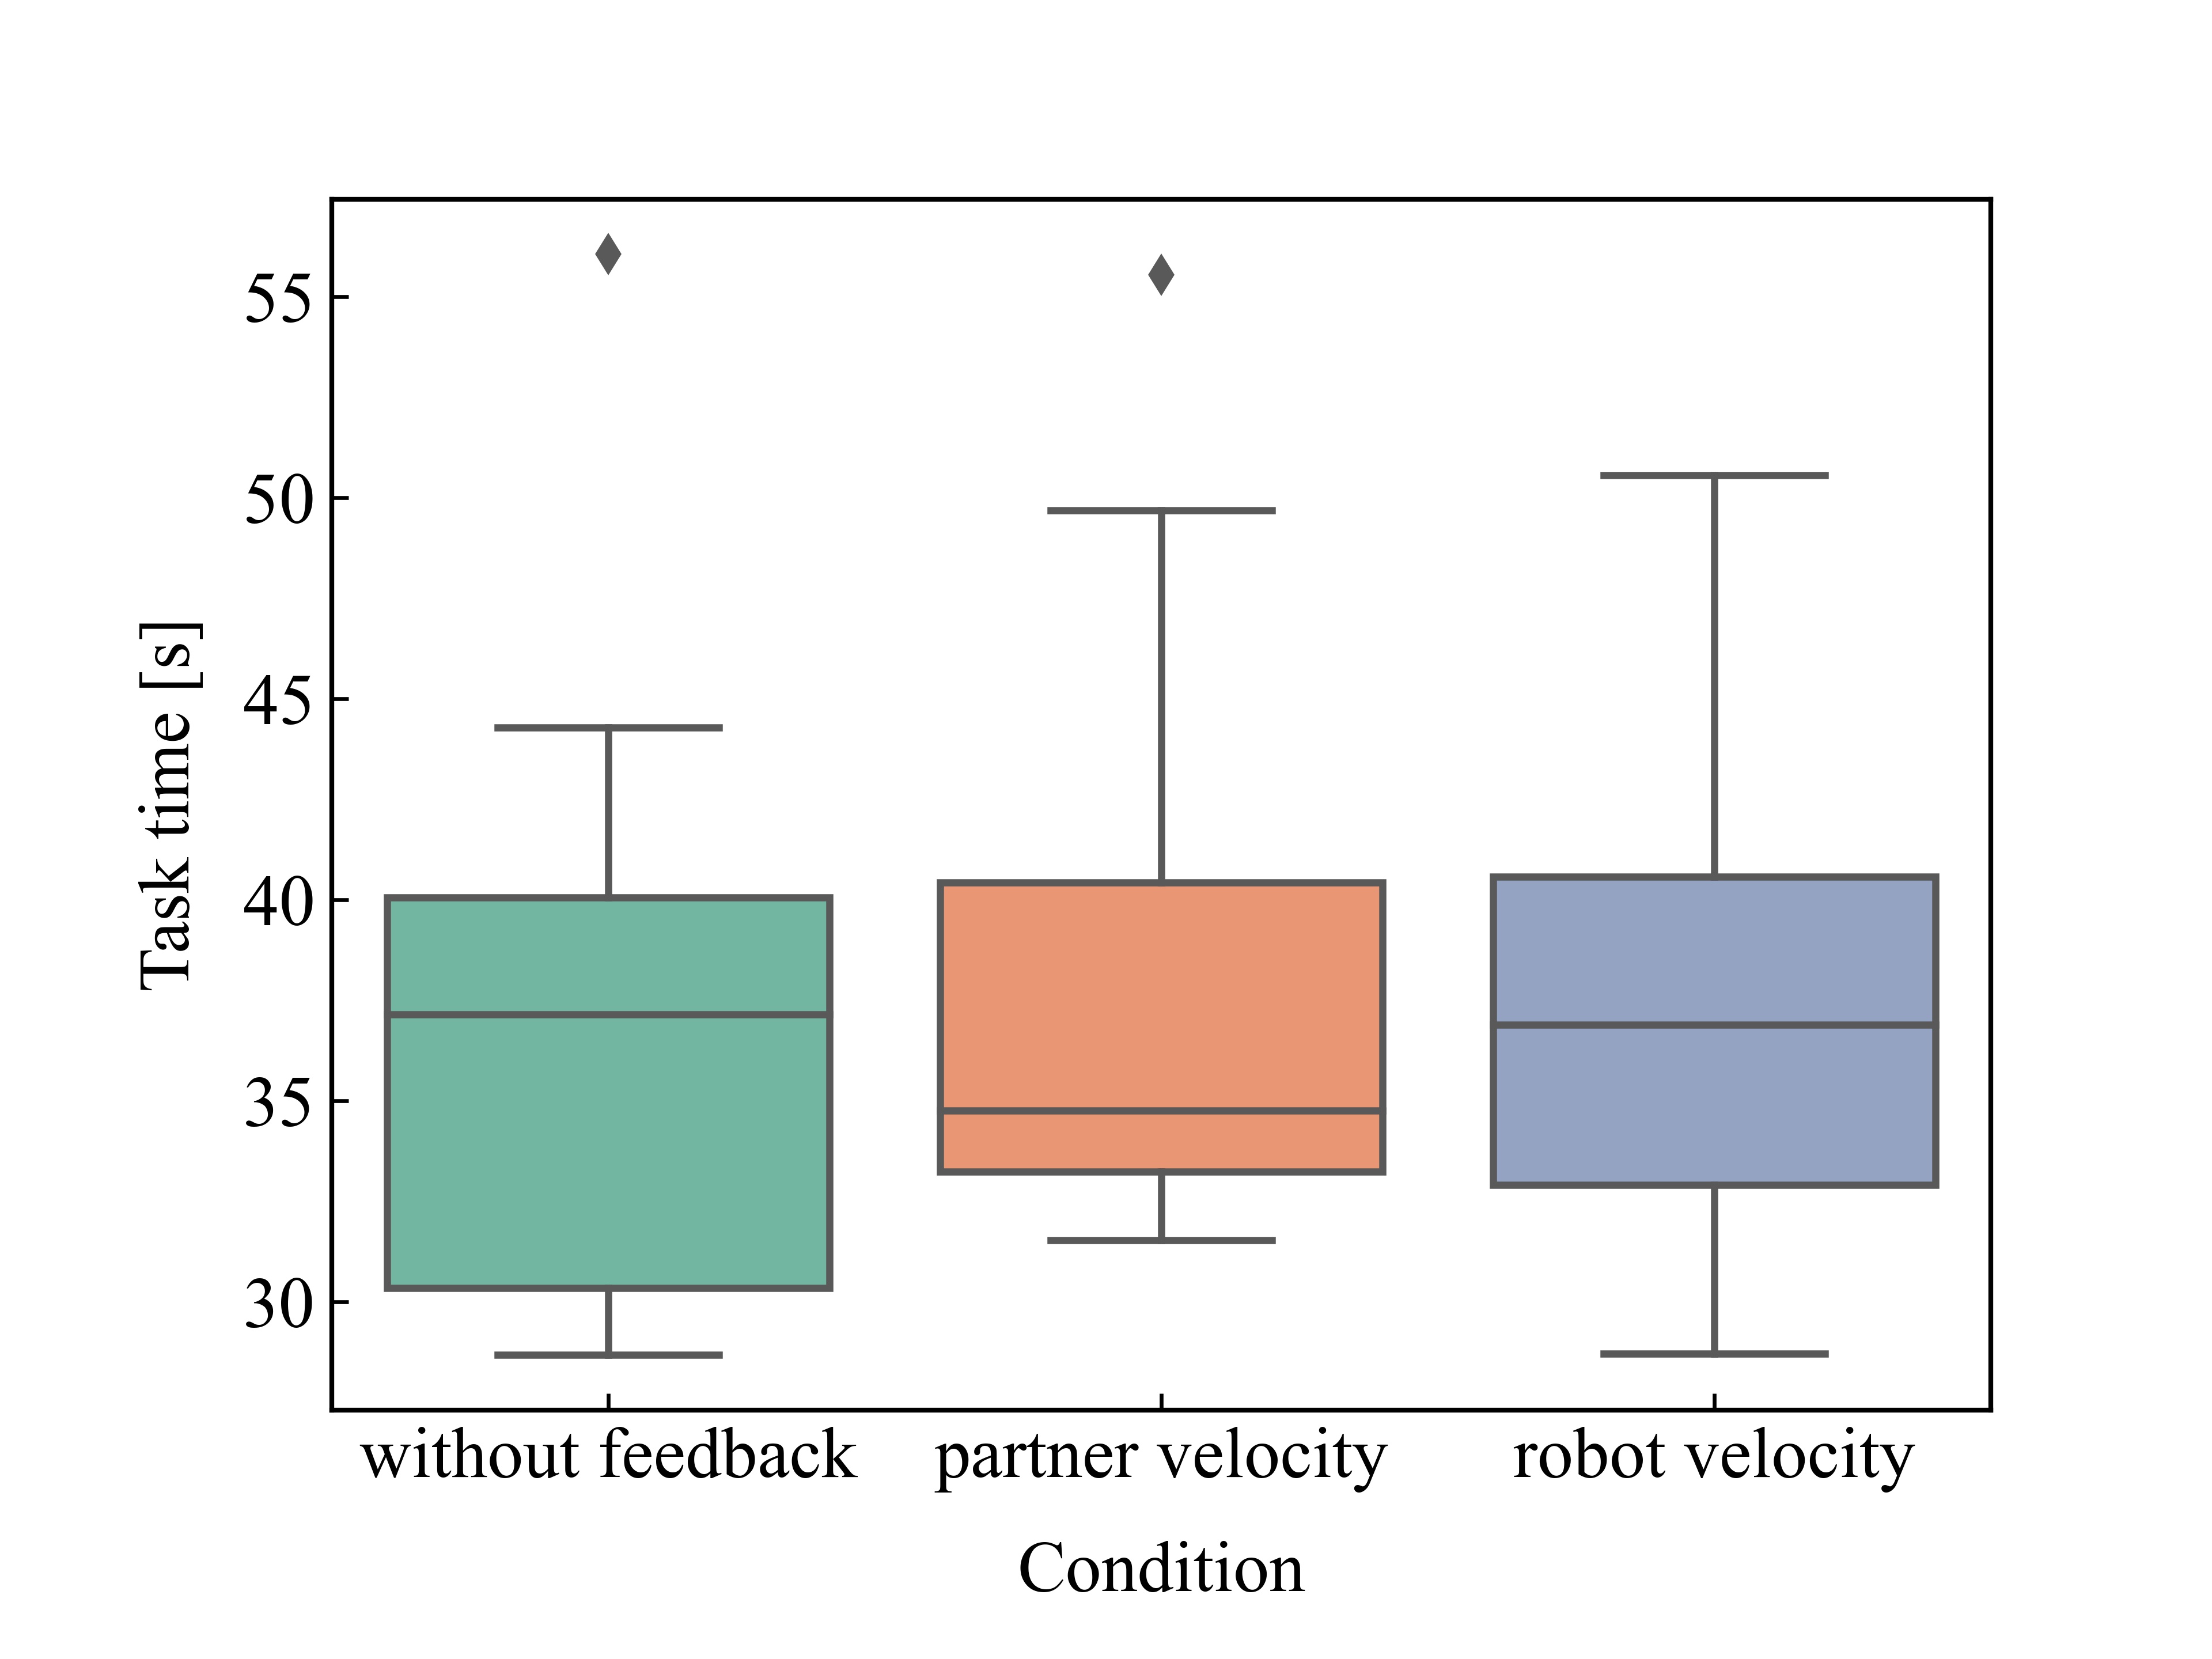 55
50
45
40
35
30
Task time [s]
without feedback
partner velocity
robot velocity
Condition